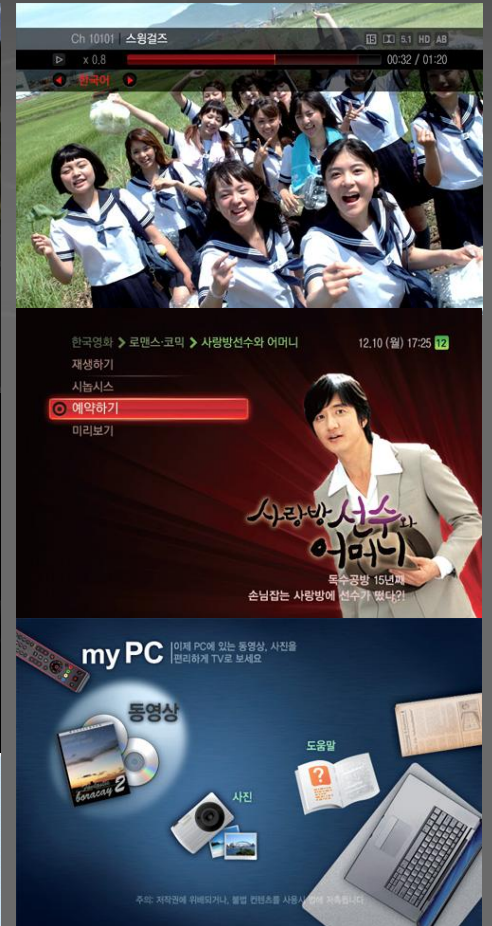 Ch 10101 스윙걸즈 15 5.1 HD AB
x 0.8 00:32 / 01:20
한국어
한국영화 > 로맨스·코믹 > 사랑방선수와 어머니 12.10 (월) 17:25 12
재생하기
시놉시스
예약하기
미리보기
사랑방 선수와
어머니
독수공방 15년째
손님잡는 사랑방에 선수가 떴다?!
my PC 이제 PC에 있는 동영상, 사진을
편리하게 TV로 보세요
동영상
boracay 2
도움말
?
사진
주의: 저작권에 위배되거나, 불법 컨텐츠를 사용시 법에 저촉됩니다.